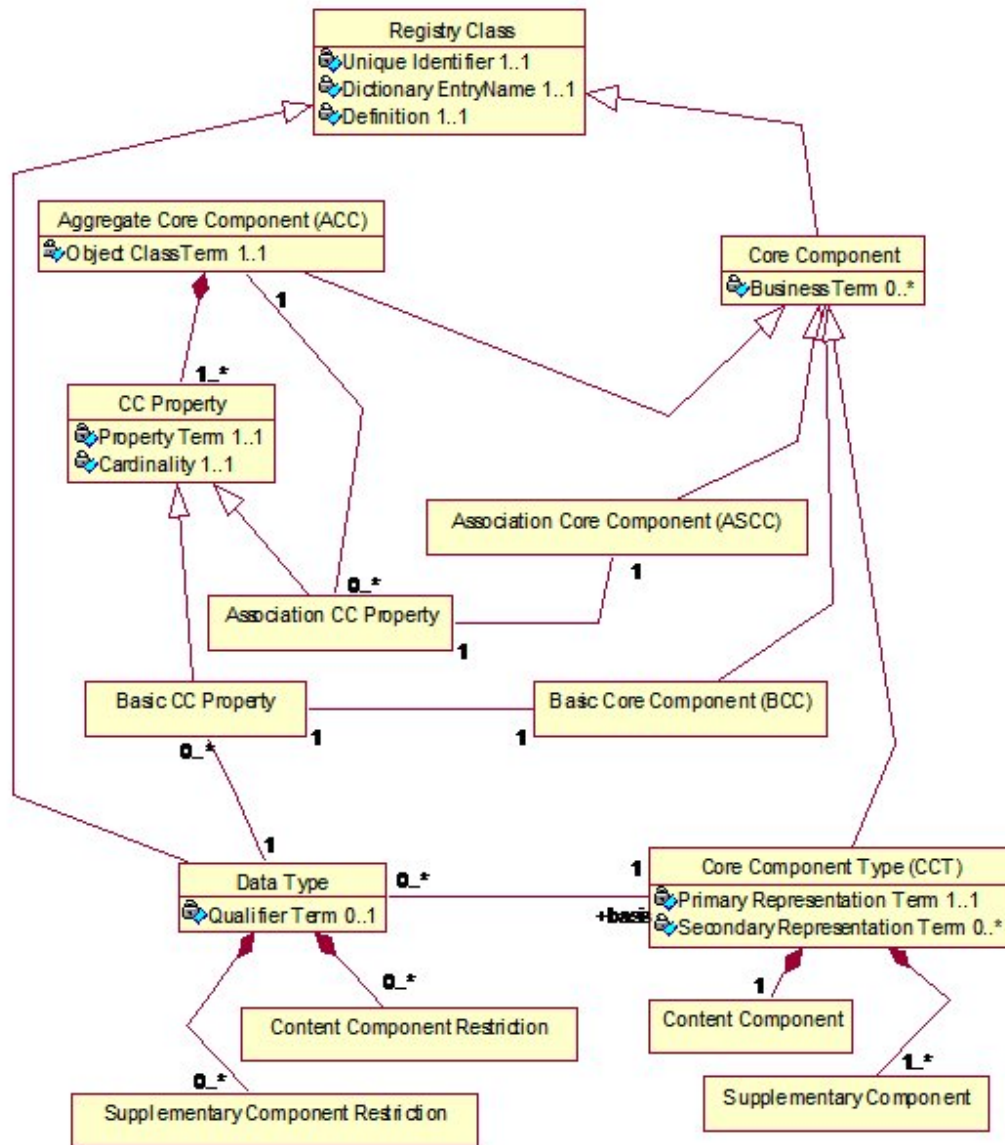 Registry Class
Unique Identifier 1..1
Dictionary EntryName 1..1
Definition 1..1
Aggregate Core Component (ACC)
Object ClassTerm 1..1
Core Component
BusinessTerm 0..*
1
1..*
CC Property
Property Term 1..1
Cardinality 1..1
Association Core Component (ASCC)
1
0..*
Association CC Property
1
Basic CC Property
Basic Core Component (BCC)
1
1
0..*
1
Data Type
Qualifier Term 0..1
0..*
1
+basis
Core Component Type (CCT)
Primary Representation Term 1..1
Secondary Representation Term 0..*
0..*
1
Content Component Restriction
Content Component
0..*
1..*
Supplementary Component Restriction
Supplementary Component